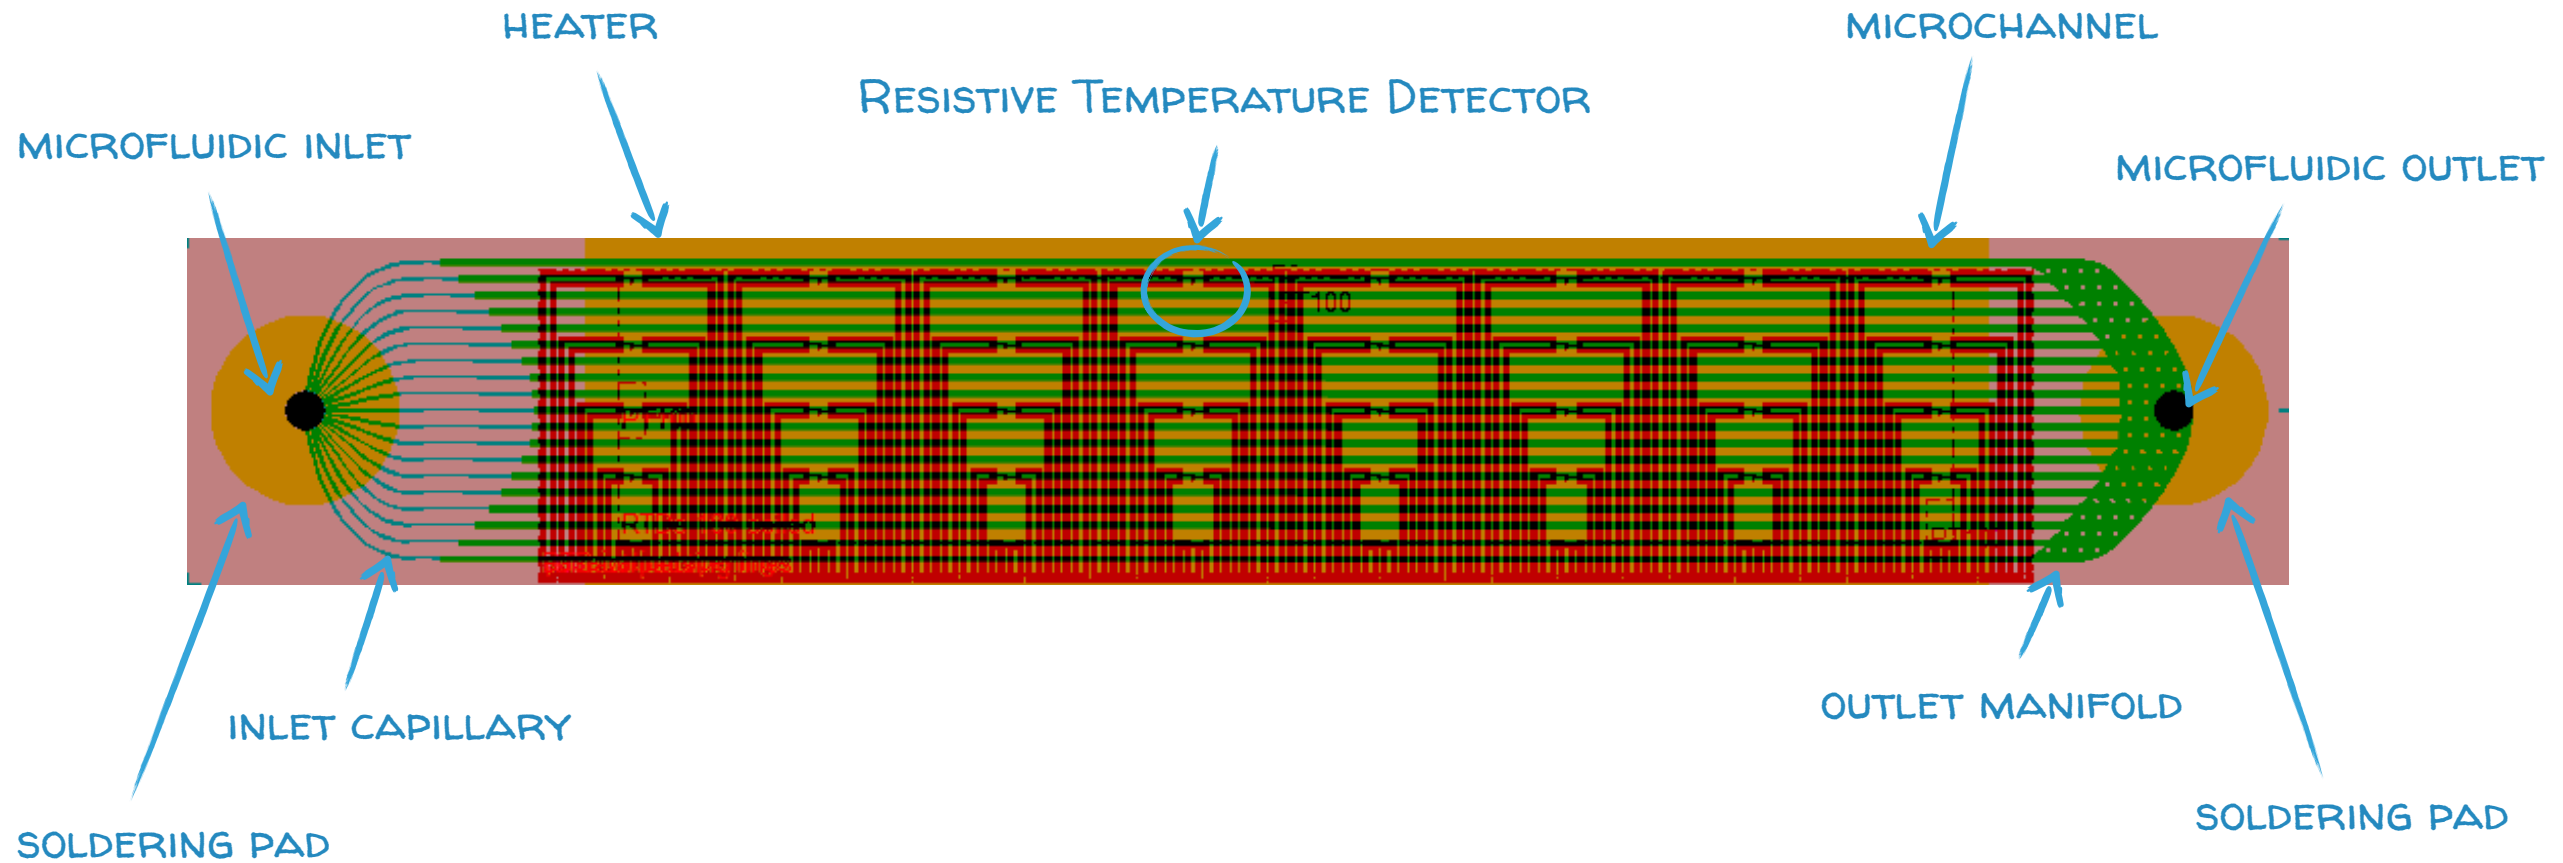 HEATER
MICROCHANNEL
RESISTIVE TEMPERATURE DETECTOR
MICROFLUIDIC INLET
MICROFLUIDIC OUTLET
100
INLET CAPILLARY
OUTLET MANIFOLD
SOLDERING PAD
SOLDERING PAD